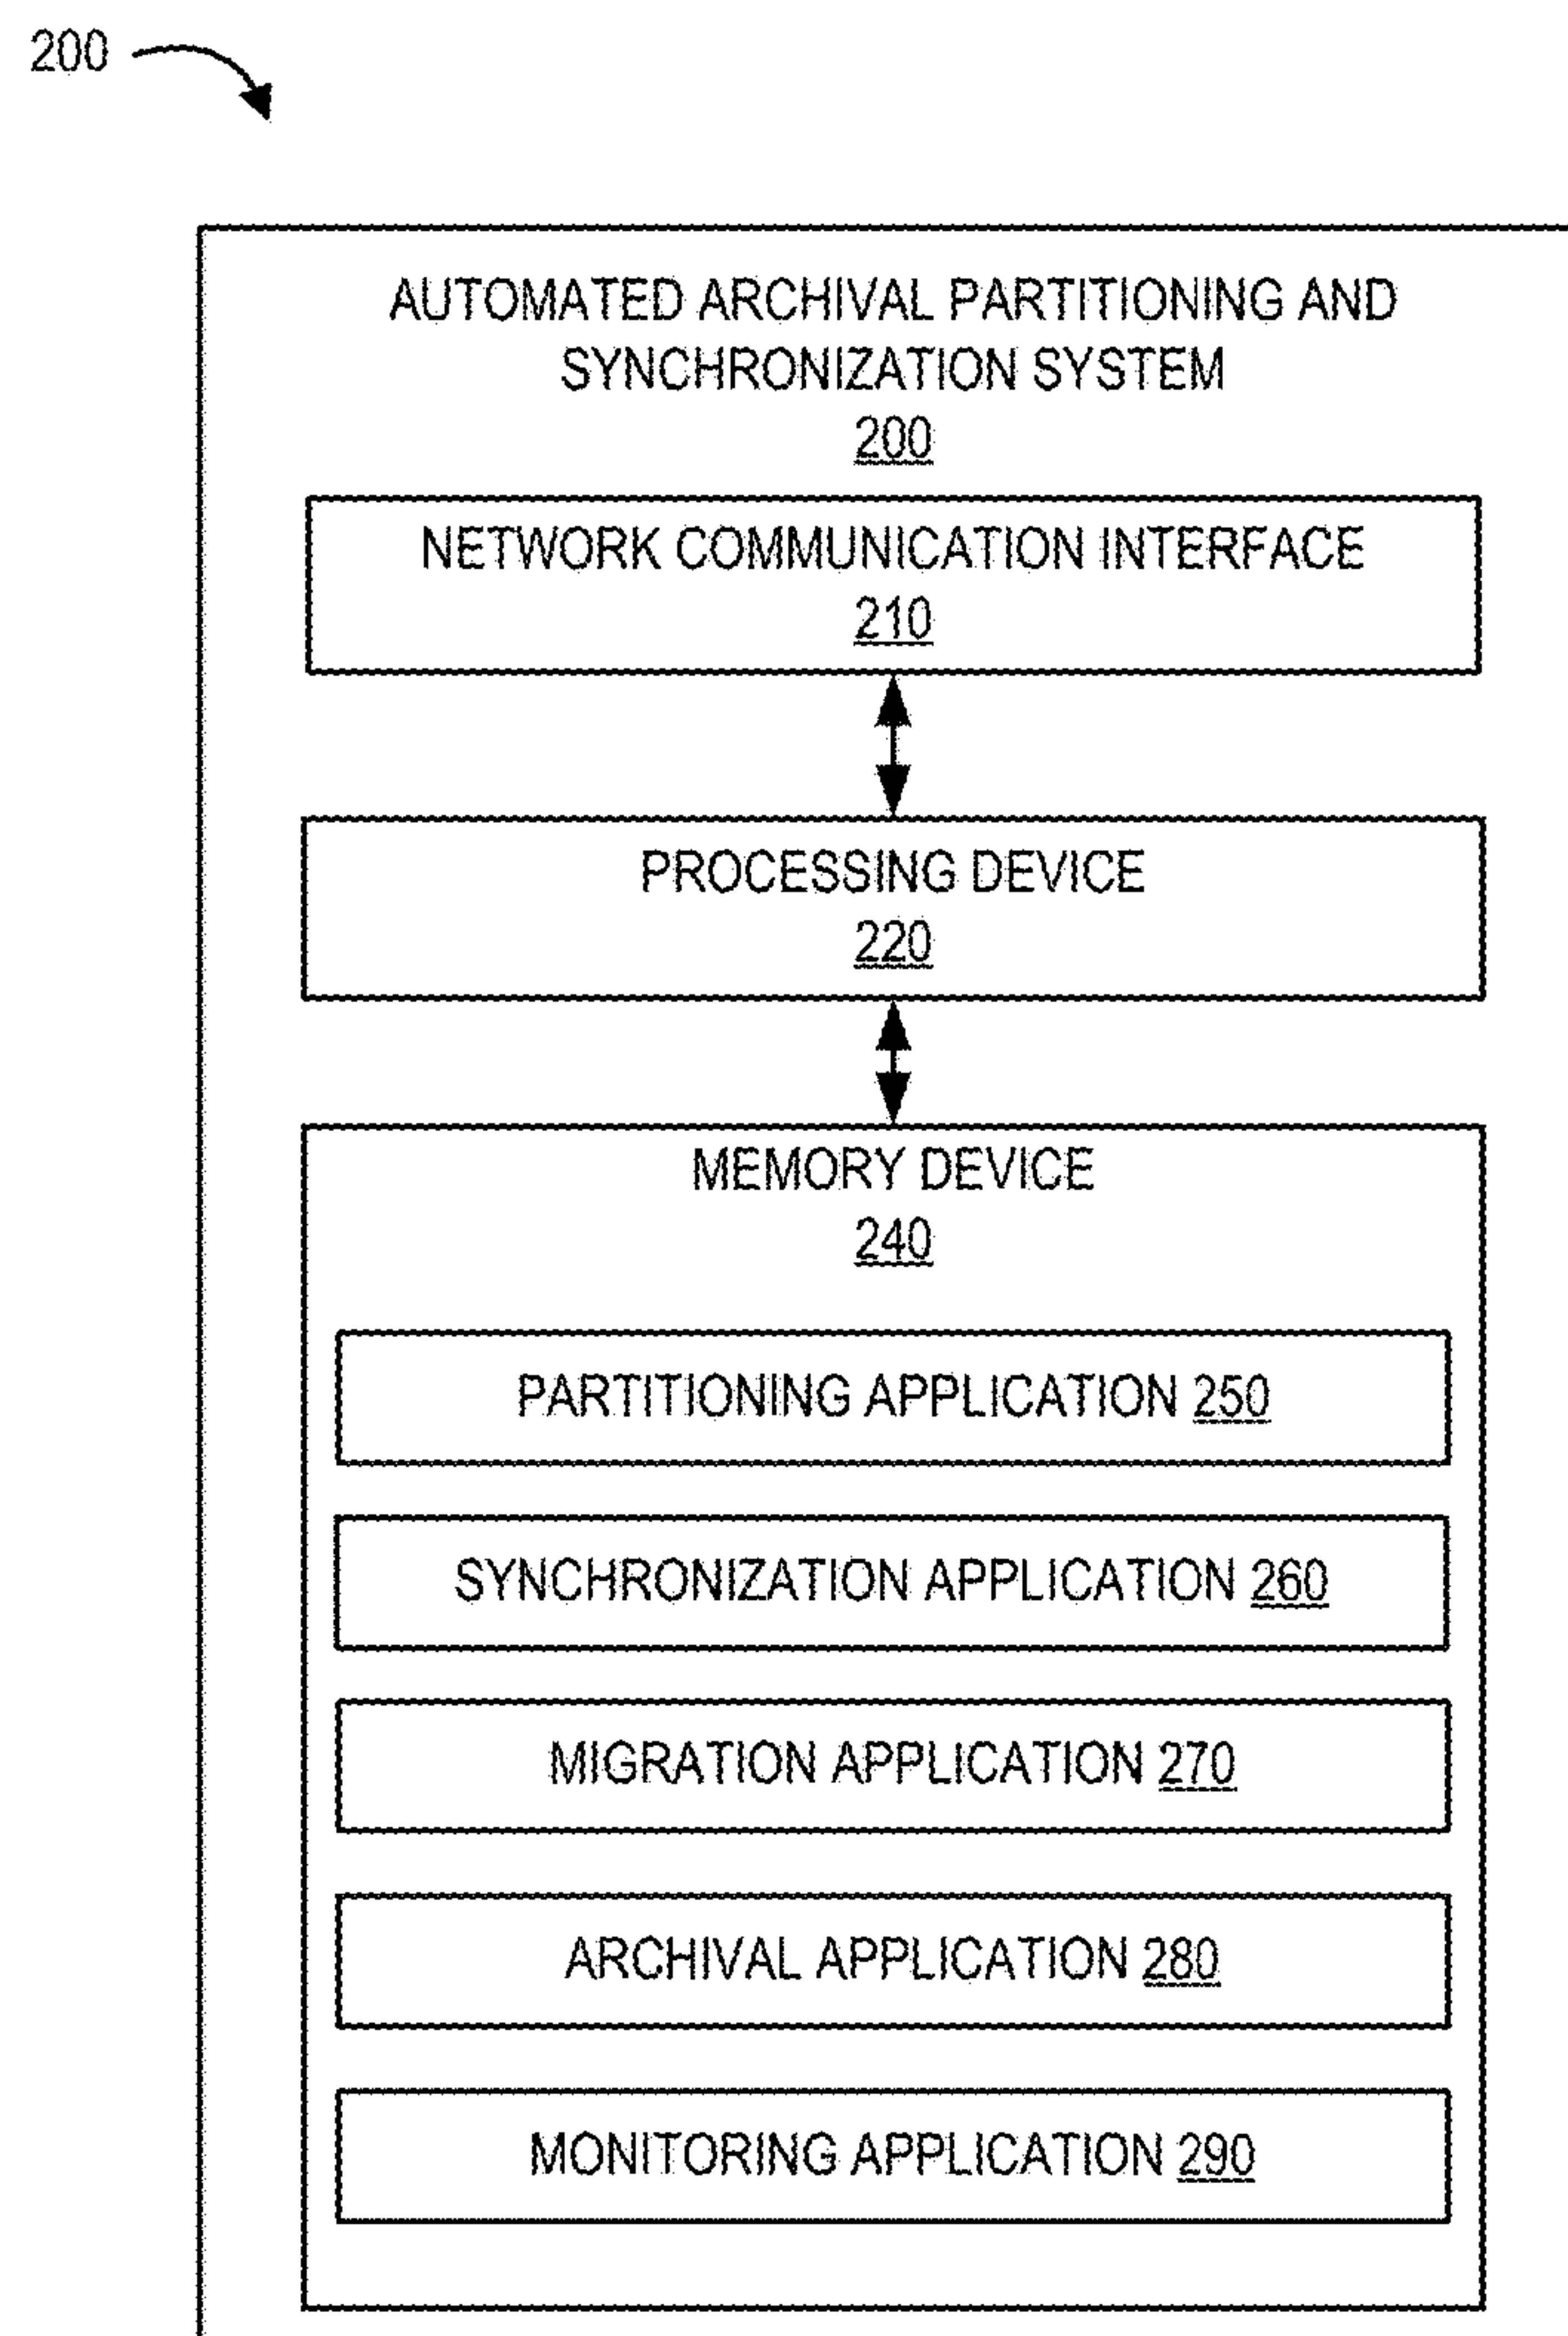 200
AUTOMATED ARCHIVAL PARTITIONING AND
SYNCHRONIZATION SYSTEM
200
NETWORK COMMUNICATION INTERFACE
210
PROCESSING DEVICE
220
MEMORY DEVICE
240
PARTITIONING APPLICATION 250
SYNCHRONIZATION APPLICATION 260
MIGRATION APPLICATION 270
ARCHIVAL APPLICATION 280
MONITORING APPLICATION 290